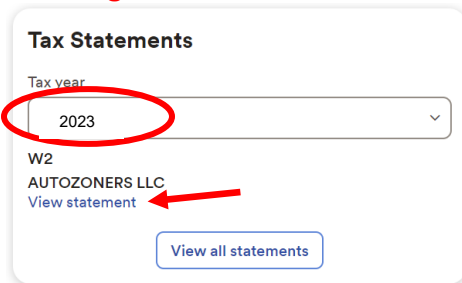 Tax Statements
Tax year
2023
W2
AUTOZONERS LLC
View statement
View all statements